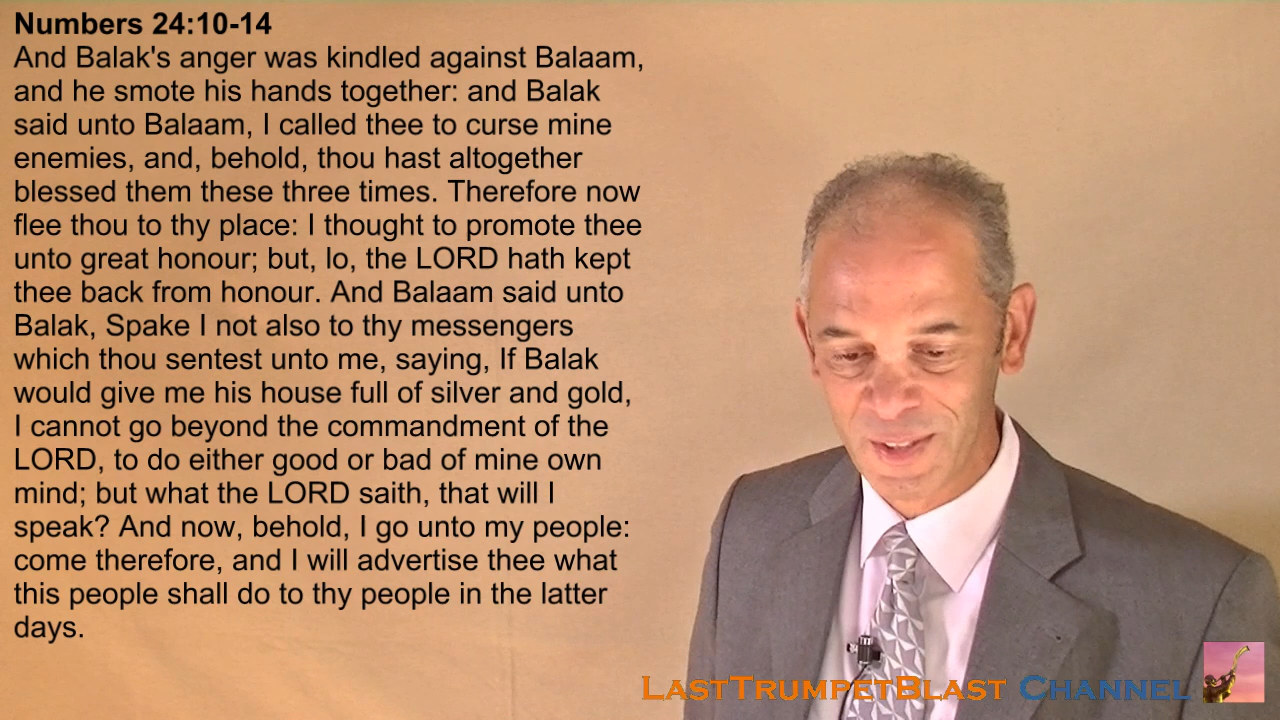 Numbers 24:10-14
And Balak's anger was kindled against Balaam,
and he smote his hands together: and Balak
said unto Balaam, I called thee to curse mine
enemies, and, behold, thou hast altogether
blessed them these three times. Therefore now
flee thou to thy place: I thought to promote thee
unto great honour; but, lo, the LORD hath kept
thee back from honour. And Balaam said unto
Balak, Spake I not also to thy messengers
which thou sentest unto me, saying, If Balak
would give me his house full of silver and gold,
I cannot go beyond the commandment of the
LORD, to do either good or bad of mine own
mind; but what the LORD saith, that will I
speak? And now, behold, I go unto my people:
come therefore, and I will advertise thee what
this people shall do to thy people in the latter
days.
LastTrumpetBlast Channel